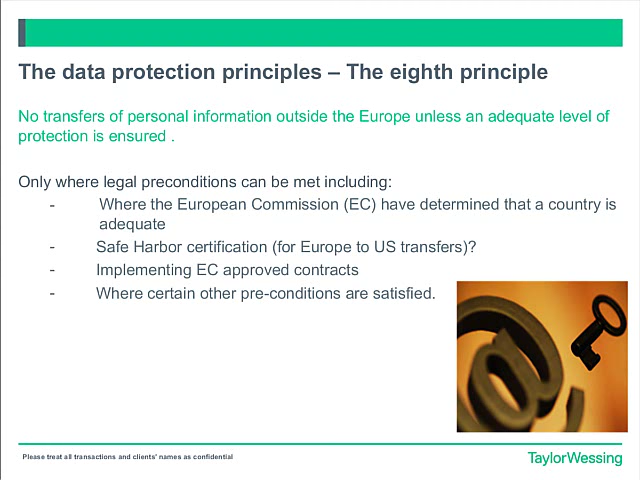 The data protection principles – The eighth principle
No transfers of personal information outside the Europe unless an adequate level of
protection is ensured .
Only where legal preconditions can be met including:
- Where the European Commission (EC) have determined that a country is
adequate
- Safe Harbor certification (for Europe to US transfers)?
- Implementing EC approved contracts
- Where certain other pre-conditions are satisfied.
@
Please treat all transactions and clients' names as confidential
TaylorWessing